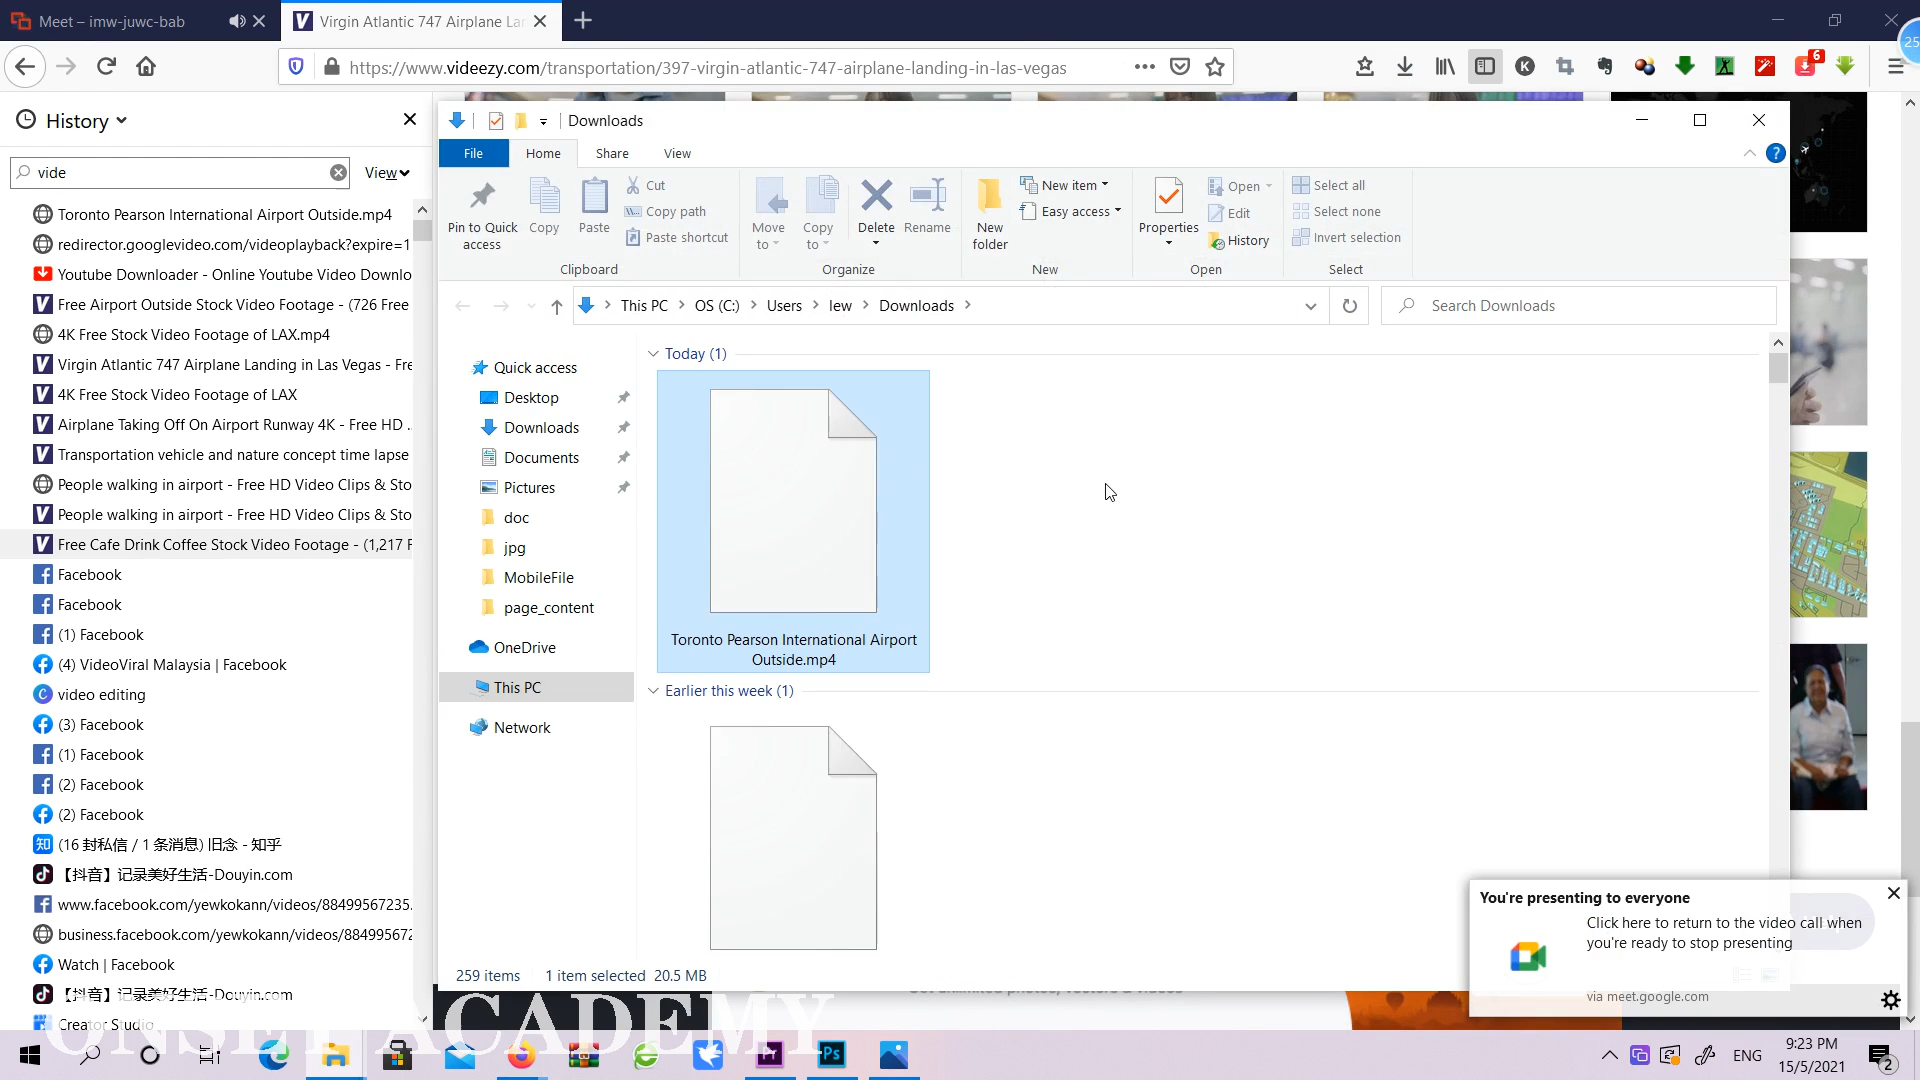 Meet – imw-juwc-bab
Virgin Atlantic 747 Airplane Lan
https://www.videezy.com/transportation/397-virgin-atlantic-747-airplane-landing-in-las-vegas
6
25
History
vide
View
Toronto Pearson International Airport Outside.mp4
redirector.googlevideo.com/videoplayback?expire=1
Youtube Downloader - Online Youtube Video Downlo
Free Airport Outside Stock Video Footage - (726 Free
4K Free Stock Video Footage of LAX.mp4
Virgin Atlantic 747 Airplane Landing in Las Vegas - Fre
4K Free Stock Video Footage of LAX
Airplane Taking Off On Airport Runway 4K - Free HD ..
Transportation vehicle and nature concept time lapse
People walking in airport - Free HD Video Clips & Sto
People walking in airport - Free HD Video Clips & Sto
Free Cafe Drink Coffee Stock Video Footage - (1,217 F
Facebook
Facebook
(1) Facebook
(4) VideoViral Malaysia | Facebook
video editing
(3) Facebook
(1) Facebook
(2) Facebook
(2) Facebook
(16 封私信 / 1 条消息) 旧念 - 知乎
【抖音】记录美好生活-Douyin.com
www.facebook.com/yewkokann/videos/88499567235.
business.facebook.com/yewkokann/videos/884995672
Watch | Facebook
【抖音】记录美好生活-Douyin.com
Creator Studio
Downloads
File
Home
Share
View
Pin to Quick access
Copy
Paste
Cut
Copy path
Paste shortcut
Clipboard
Move to
Copy to
Delete
Rename
Organize
New folder
New item
Easy access
New
Properties
Open
Edit
History
Open
Select all
Select none
Invert selection
Select
This PC
OS (C:)
Users
lew
Downloads
Search Downloads
Quick access
Desktop
Downloads
Documents
Pictures
doc
jpg
MobileFile
page_content
OneDrive
This PC
Network
Today (1)
Toronto Pearson International Airport
Outside.mp4
Earlier this week (1)
259 items
1 item selected 20.5 MB
You're presenting to everyone
Click here to return to the video call when
you're ready to stop presenting
via meet.google.com
ONSET ACADEMY
Pr
Ps
ENG
9:23 PM
15/5/2021
2